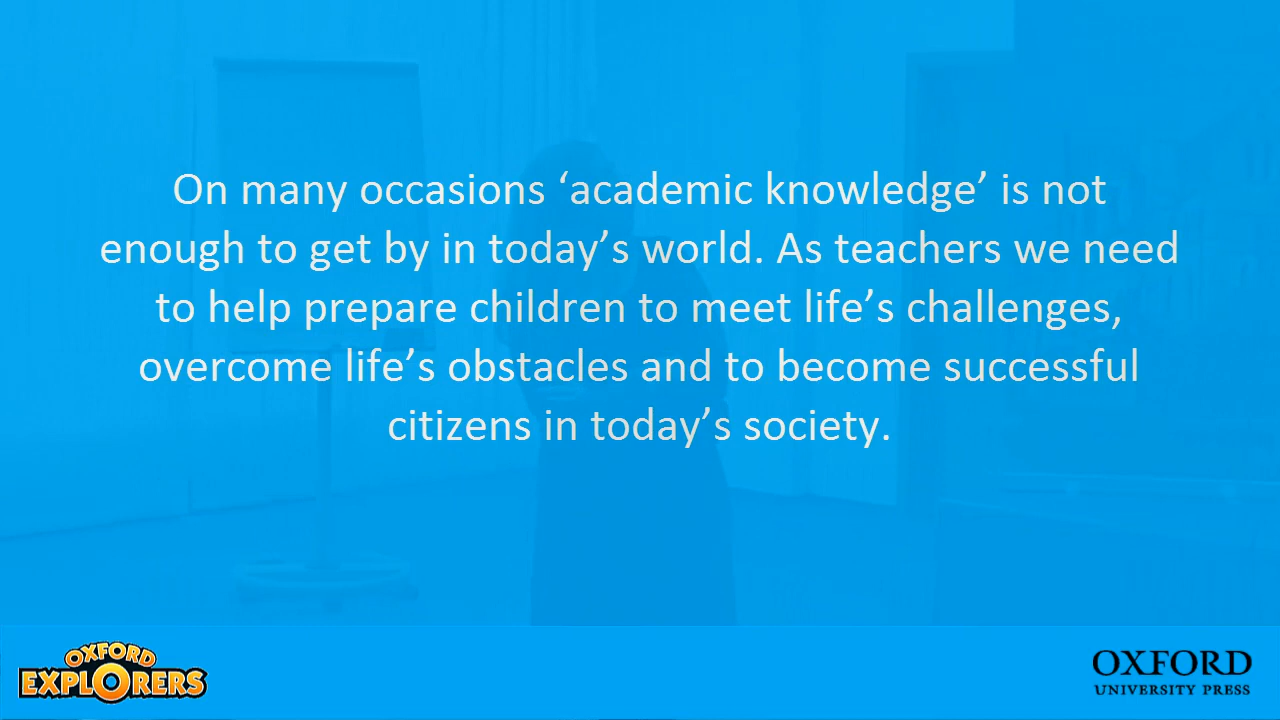 On many occasions ‘academic knowledge’ is not
enough to get by in today’s world. As teachers we need
to help prepare children to meet life’s challenges,
overcome life’s obstacles and to become successful
citizens in today’s society.
OXFORD
EXPLORERS
OXFORD
UNIVERSITY PRESS